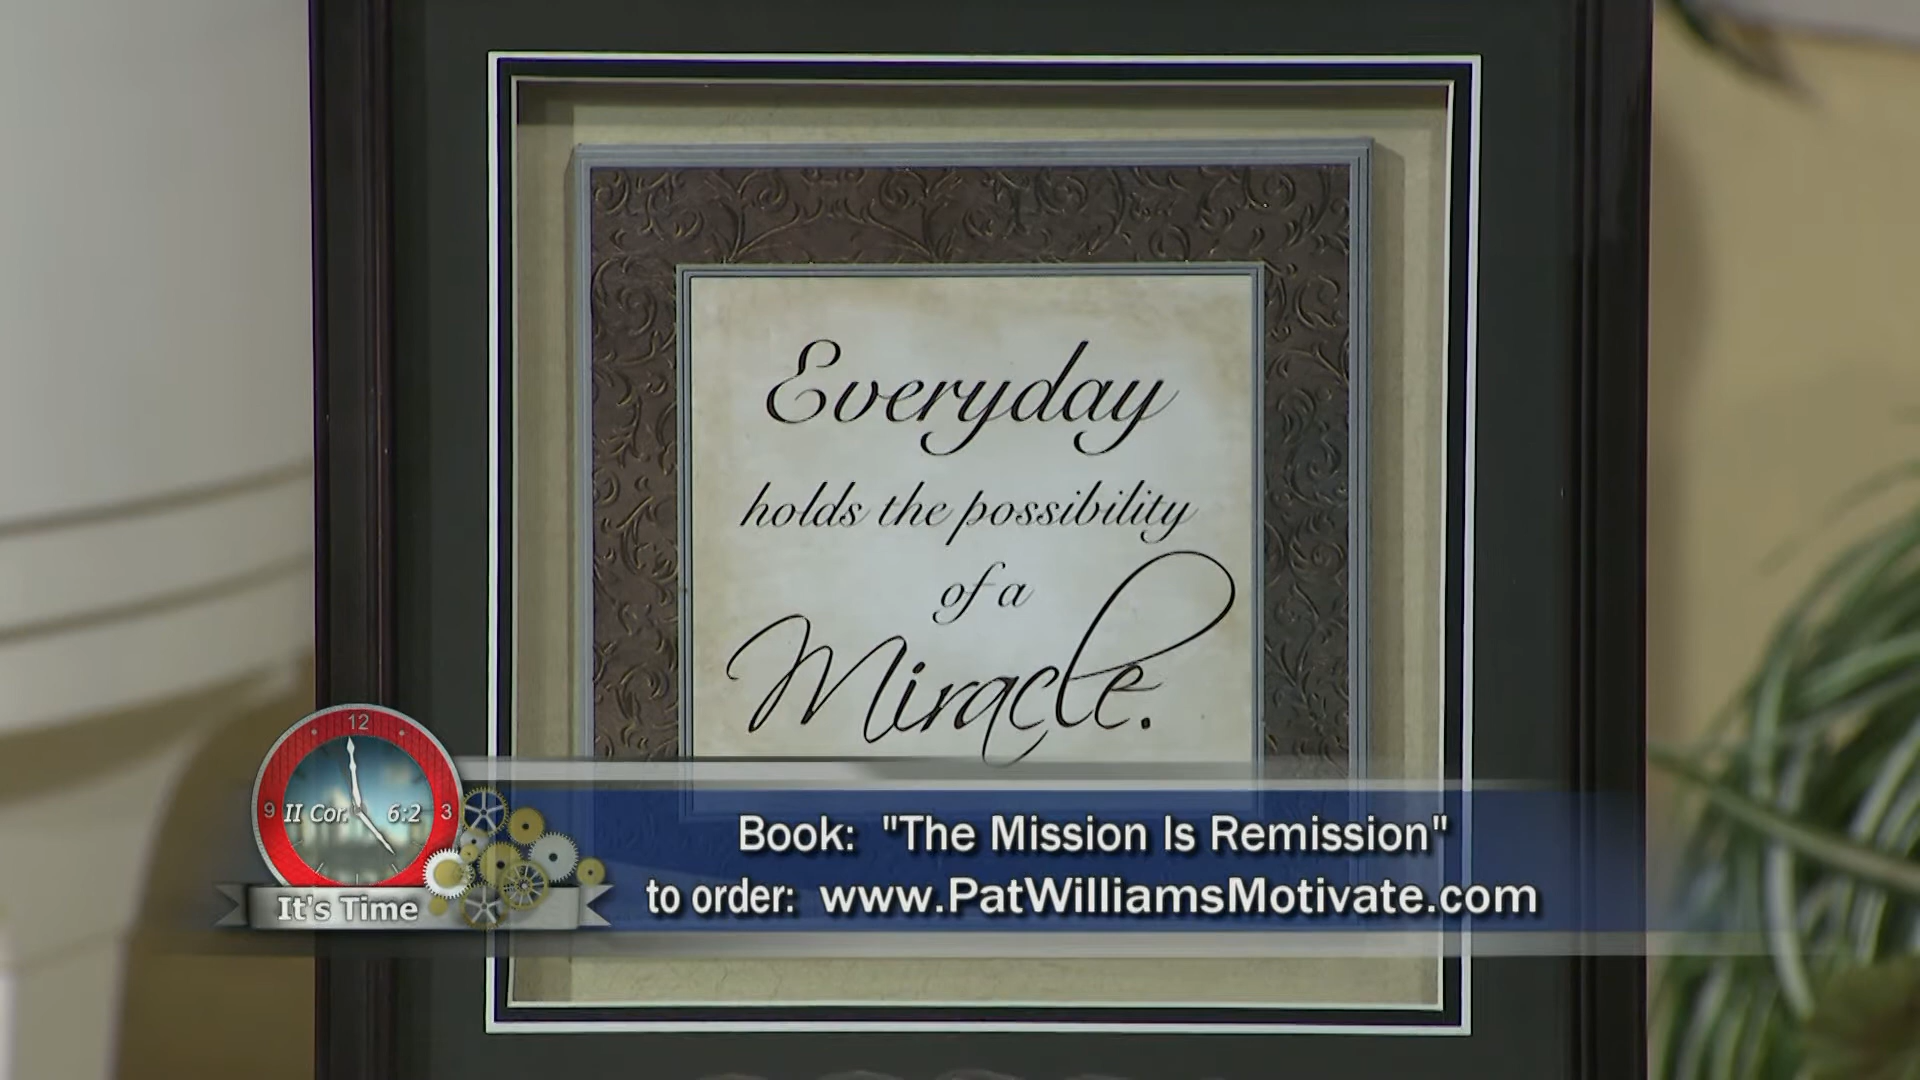 Everyday
holds the possibility
of a
Miracle.
12
9
II Cor. 6:2
3
It's Time
Book: "The Mission Is Remission"
to order: www.PatWilliamsMotivate.com